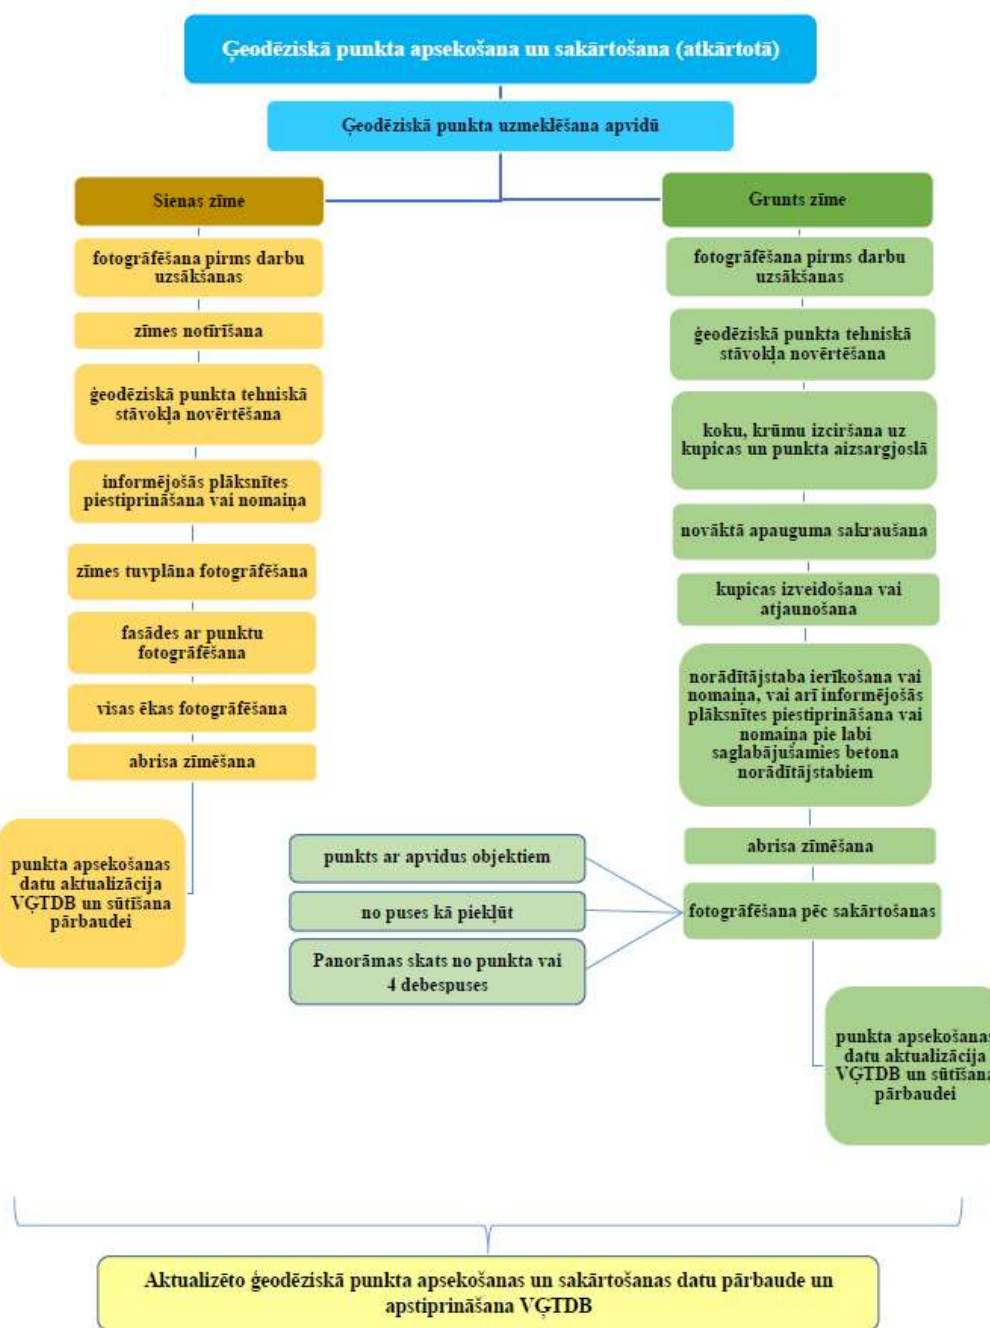 Ģeodēziskā punkta apsekošana un sakārtošana (atkārtotā)
Ģeodēziskā punkta uzmeklēšana apvidū
Sienas zīme
fotogrāfēšana pirms darbu
uzsākšanas
zīmes notīrīšana
ģeodēziskā punkta tehniskā
stāvokļa novērtēšana
informējošās plāksnītes
piestiprināšana vai nomaiņa
zīmes tuvplāna fotogrāfēšana
fasādes ar punktu
fotogrāfēšana
visas ēkas fotogrāfēšana
abrisa zīmēšana
punkta apsekošanas
datu aktualizācija
VĢTDB un sūtīšana
pārbaudei
Grunts zīme
fotogrāfēšana pirms darbu
uzsākšanas
ģeodēziskā punkta tehniskā
stāvokļa novērtēšana
koku, krūmu izciršana uz
kupicas un punkta aizsargjoslā
novāktā apauguma sakraušana
kupicas izveidošana vai
atjaunošana
norādītājstaba ierīkošana vai
nomaiņa, vai arī informējošās
plāksnītes piestiprināšana vai
nomaiņa pie labi
saglabājušamies betona
norādītājstabiem
abrisa zīmēšana
fotogrāfēšana pēc sakārtošanas
punkts ar apvidus objektiem
no puses kā piekļūt
Panorāmas skats no punkta vai
4 debespuses
punkta apsekošanas
datu aktualizācija
VĢTDB un sūtīšana
pārbaudei
Aktualizēto ģeodēziskā punkta apsekošanas un sakārtošanas datu pārbaude un
apstiprināšana VĢTDB